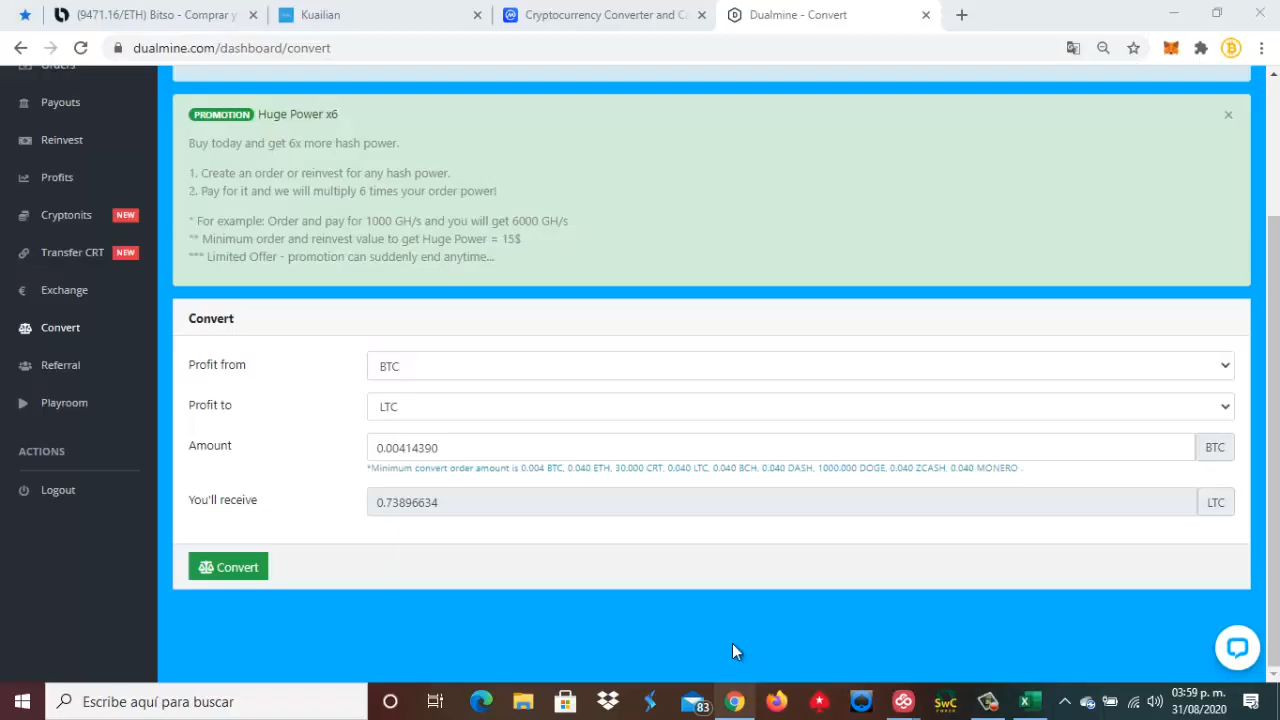 (9471.16/ETH) Bitso - Comprar y
Kuailian
Cryptocurrency Converter and Ca
Dualmine - Convert
dualmine.com/dashboard/convert
Orders
Payouts
Reinvest
Profits
Cryptonits NEW
Transfer CRT NEW
Exchange
Convert
Referral
Playroom
ACTIONS
Logout
PROMOTION Huge Power x6
Buy today and get 6x more hash power.
1. Create an order or reinvest for any hash power.
2. Pay for it and we will multiply 6 times your order power!
* For example: Order and pay for 1000 GH/s and you will get 6000 GH/s
** Minimum order and reinvest value to get Huge Power = 15$
*** Limited Offer - promotion can suddenly end anytime...
Convert
Profit from BTC
Profit to LTC
Amount 0.00414390 BTC
*Minimum convert order amount is 0.004 BTC, 0.040 ETH, 30.000 CRT, 0.040 LTC, 0.040 BCH, 0.040 DASH, 1000.000 DOGE, 0.040 ZCASH, 0.040 MONERO .
You'll receive 0.73896634 LTC
Convert
Escribe aquí para buscar
83
SwC
POKER
03:59 p. m.
31/08/2020